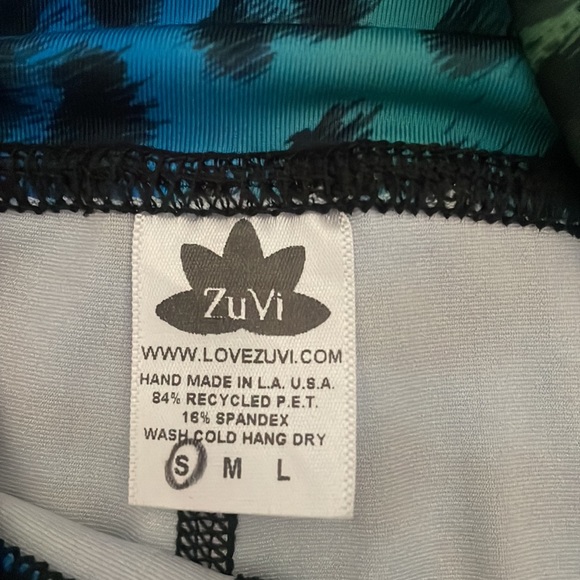 ZuVi
WWW.LOVEZUVI.COM
HAND MADE IN L.A. U.S.A.
84% RECYCLED P.E.T.
16% SPANDEX
WASH COLD HANG DRY
S M L